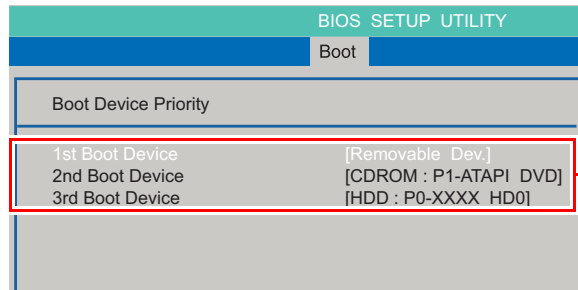 BIOS SETUP UTILITY
Boot
Boot Device Priority
1st Boot Device [Removable Dev.]
2nd Boot Device [CDROM : P1-ATAPI DVD]
3rd Boot Device [HDD : P0-XXXX HD0]